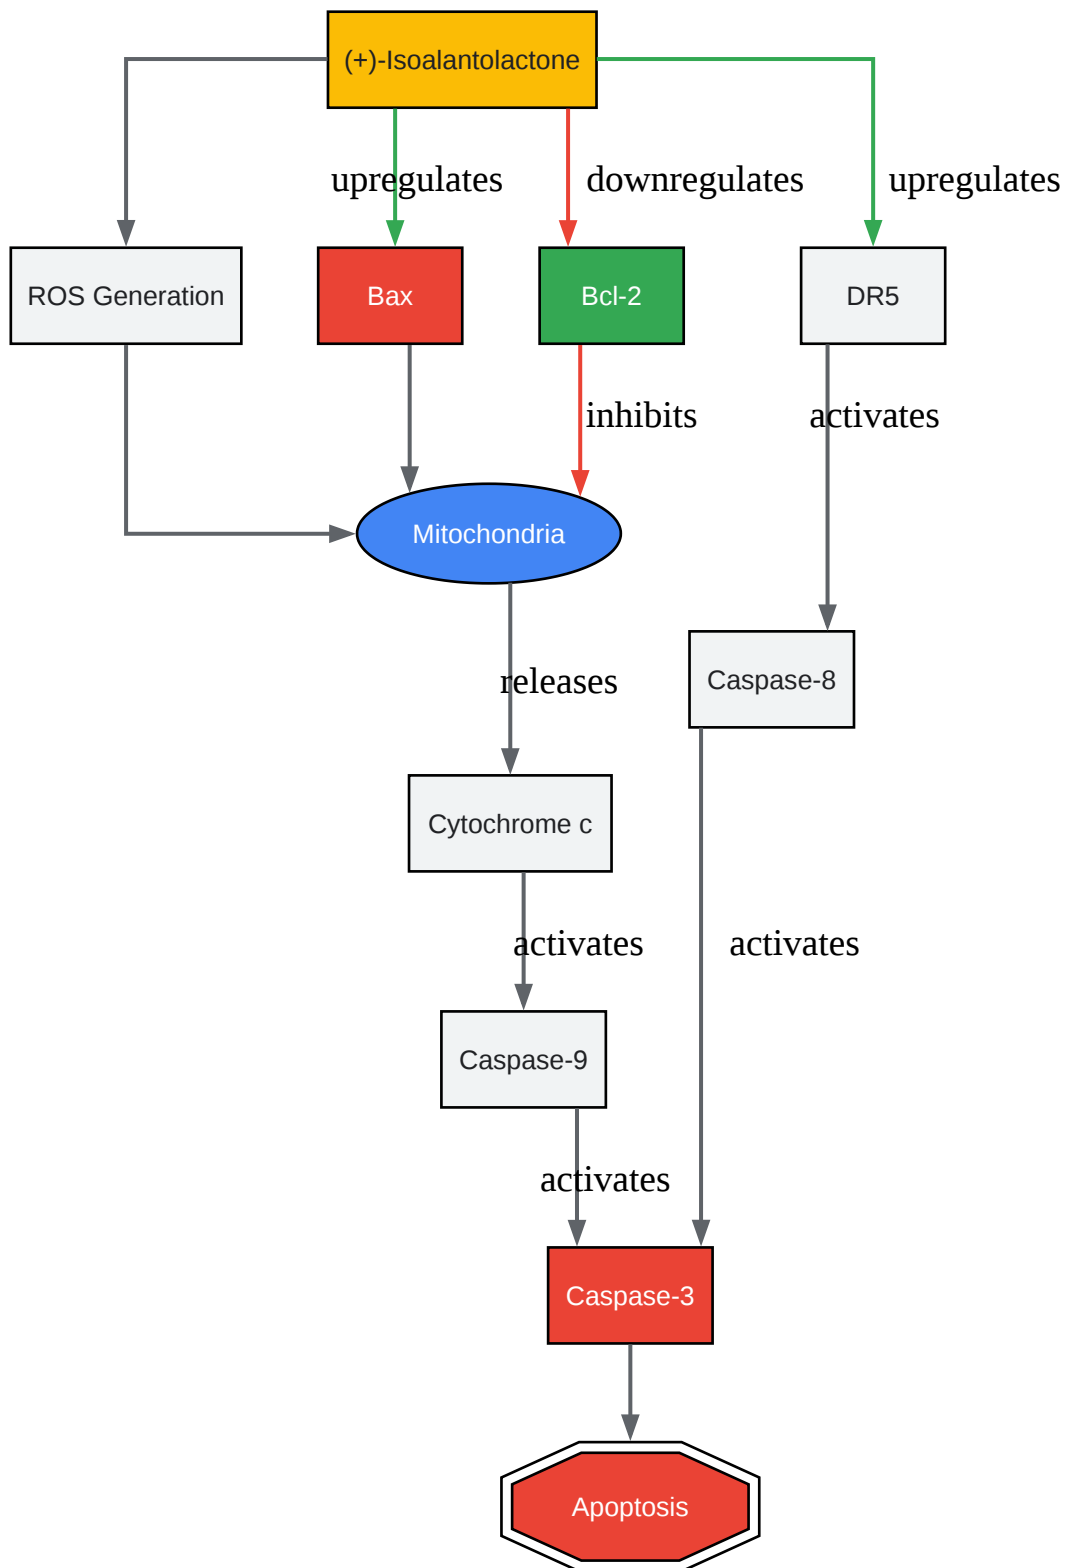 (+)-Isoalantolactone
upregulates
downregulates
upregulates
ROS Generation
Bax
Bcl-2
DR5
inhibits
activates
Mitochondria
releases
Caspase-8
Cytochrome c
activates
activates
Caspase-9
activates
Caspase-3
Apoptosis